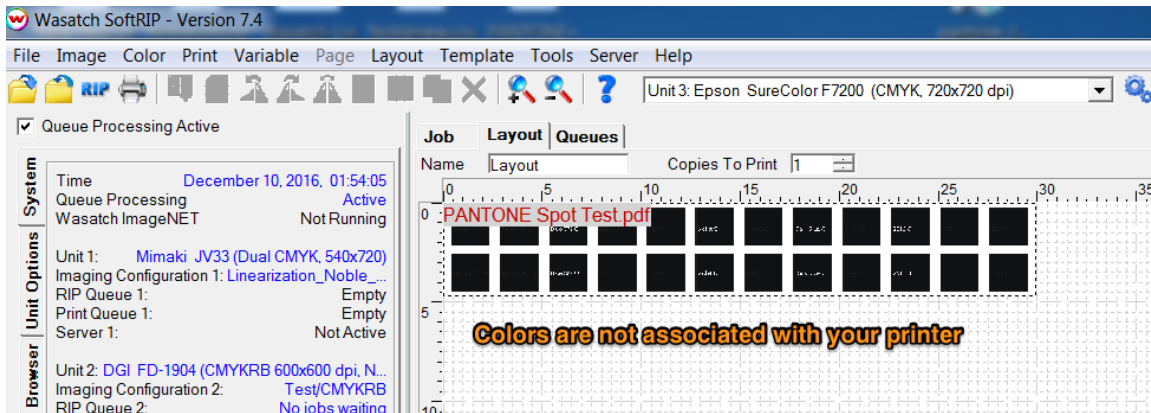 Wasatch SoftRIP - Version 7.4
File Image Color Print Variable Page Layout Template Tools Server Help
RIP
Unit 3: Epson SureColor F7200 (CMYK, 720x720 dpi)
Queue Processing Active
Job Layout Queues
Name Layout Copies To Print 1
System
Unit Options
Browser
Time December 10, 2016, 01:54:05
Queue Processing Active
Wasatch ImageNET Not Running
Unit 1: Mimaki JV33 (Dual CMYK, 540x720)
Imaging Configuration 1: Linearization_Noble_...
RIP Queue 1: Empty
Print Queue 1: Empty
Server 1: Not Active
Unit 2: DGI FD-1904 (CMYKRB 600x600 dpi, N...
Imaging Configuration 2: Test/CMYKRB
RIP Queue 2: No jobs waiting
0 5 10 15 20 25 30 35
0
PANTONE Spot Test.pdf
5
Colors are not associated with your printer
10